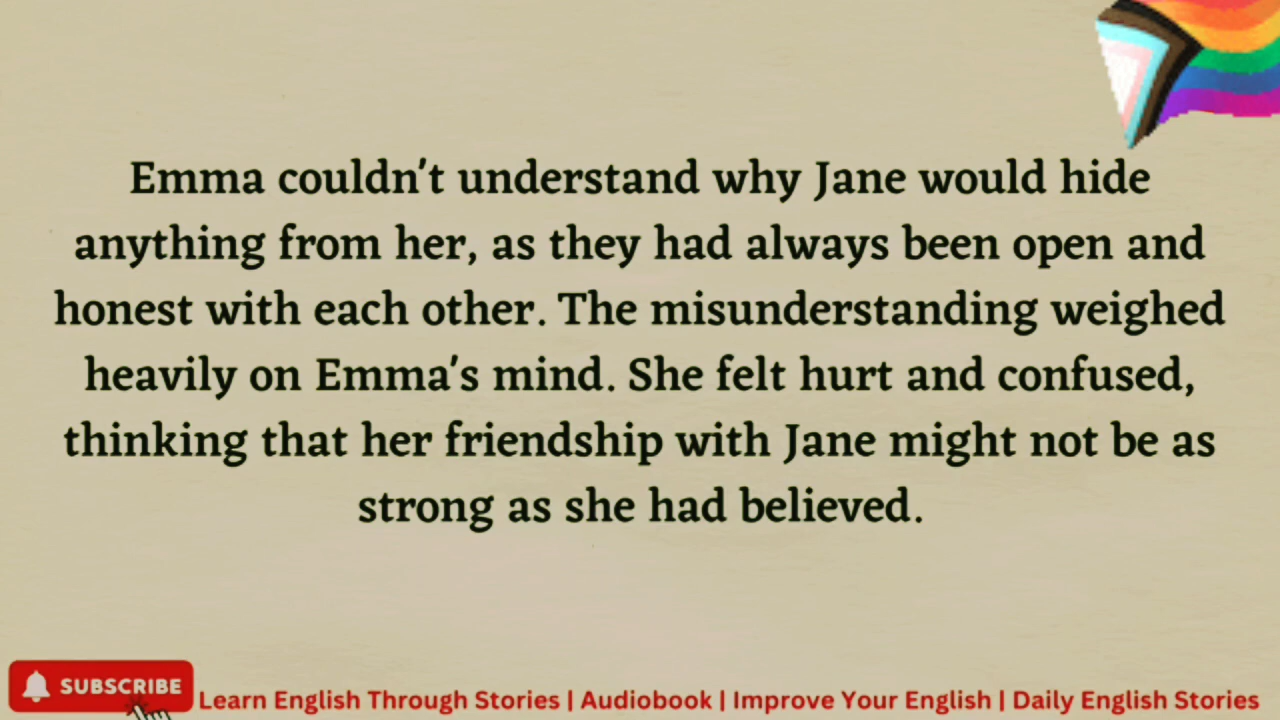 Emma couldn't understand why Jane would hide
anything from her, as they had always been open and
honest with each other. The misunderstanding weighed
heavily on Emma's mind. She felt hurt and confused,
thinking that her friendship with Jane might not be as
strong as she had believed.
SUBSCRIBE
Learn English Through Stories | Audiobook | Improve Your English | Daily English Stories